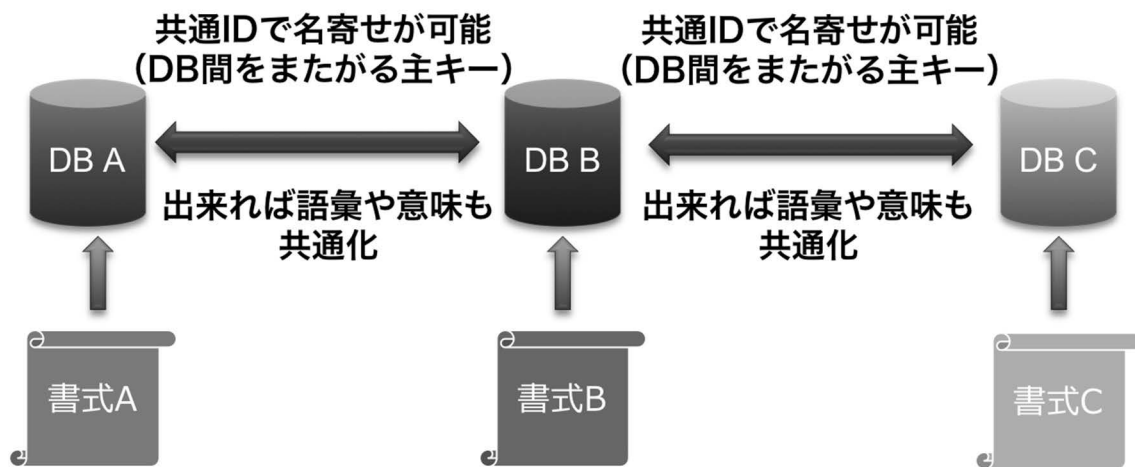 共通IDで名寄せが可能
（DB間をまたがる主キー）
共通IDで名寄せが可能
（DB間をまたがる主キー）
DB A
DB B
DB C
出来れば語彙や意味も
共通化
出来れば語彙や意味も
共通化
書式A
書式B
書式C